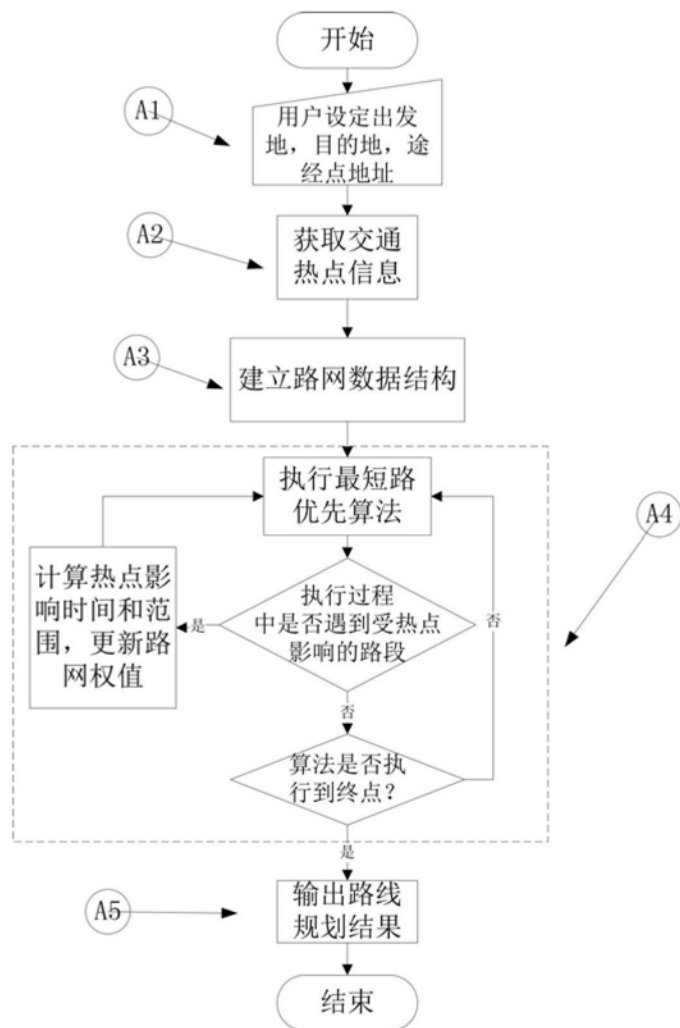 开始
A1
用户设定出发
地，目的地，途
经点地址
A2
获取交通
热点信息
A3
建立路网数据结构
执行最短路
优先算法
A4
计算热点影
响时间和范
围，更新路
网权值
是
执行过程
中是否遇到受热点
影响的路段
否
否
算法是否执
行到终点？
是
A5
输出路线
规划结果
结束